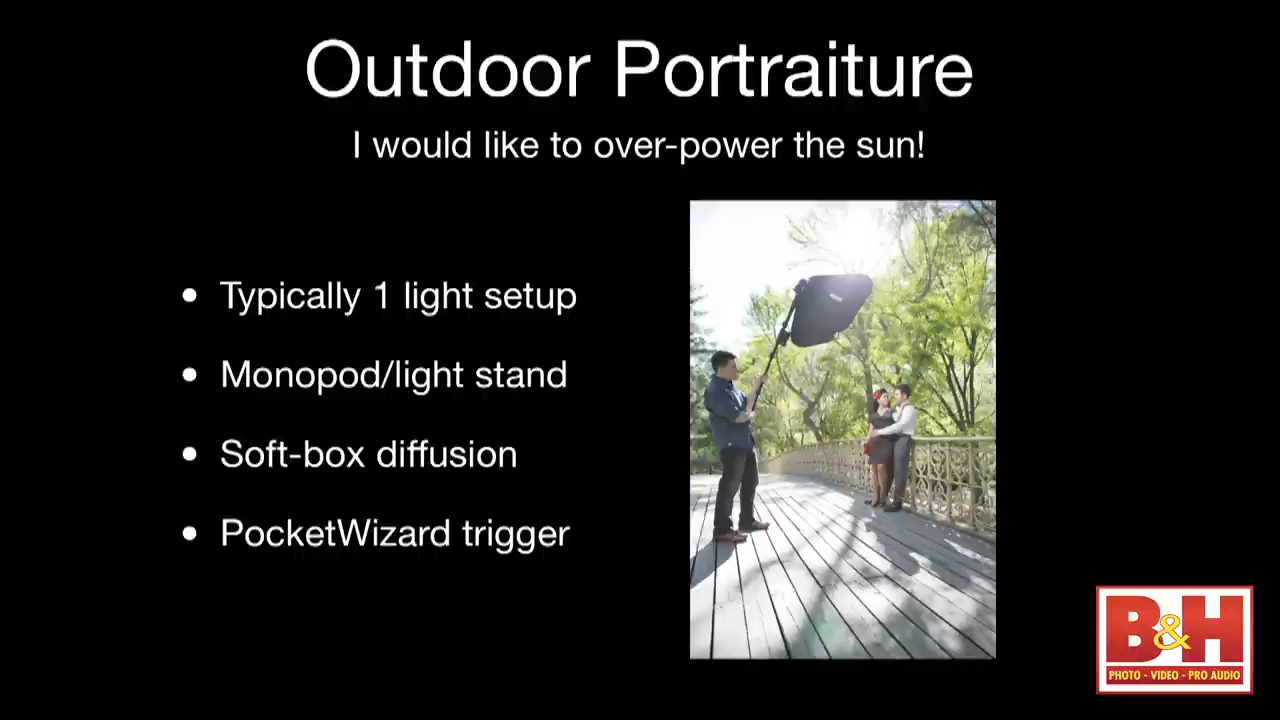 Outdoor Portraiture
I would like to over-power the sun!
• Typically 1 light setup
• Monopod/light stand
• Soft-box diffusion
• PocketWizard trigger
B&H
PHOTO - VIDEO - PRO AUDIO